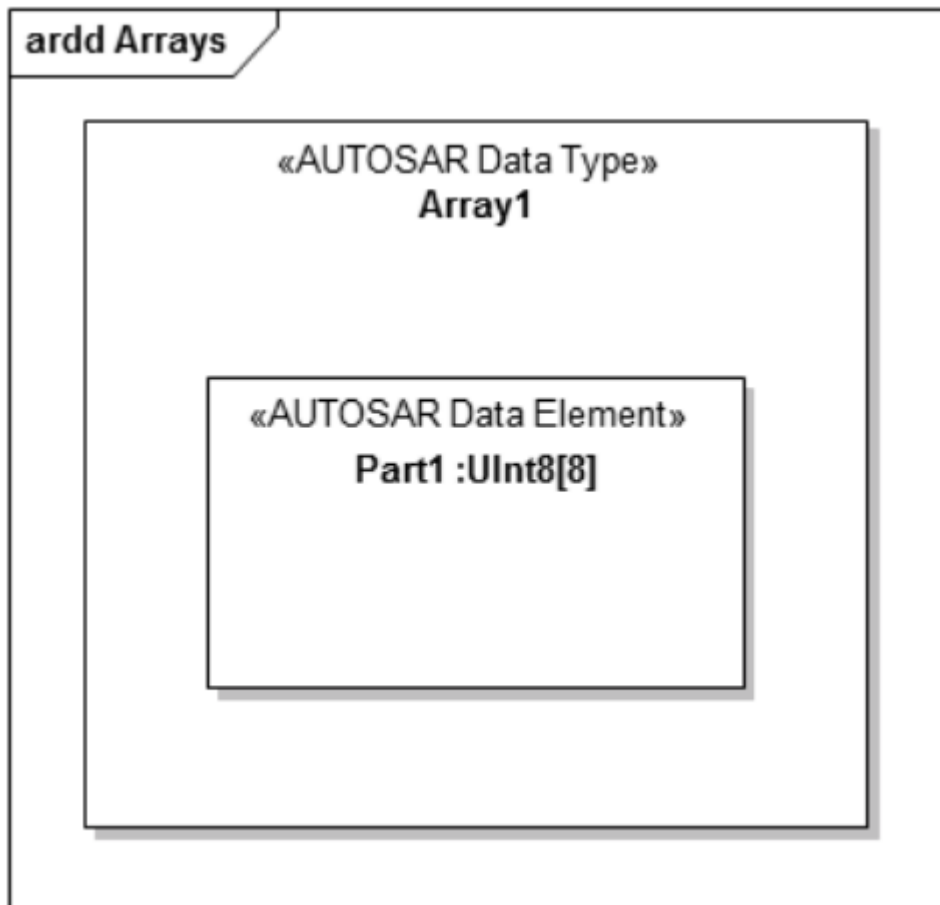 ardd Arrays
«AUTOSAR Data Type»
Array1
«AUTOSAR Data Element»
Part1 :UInt8[8]